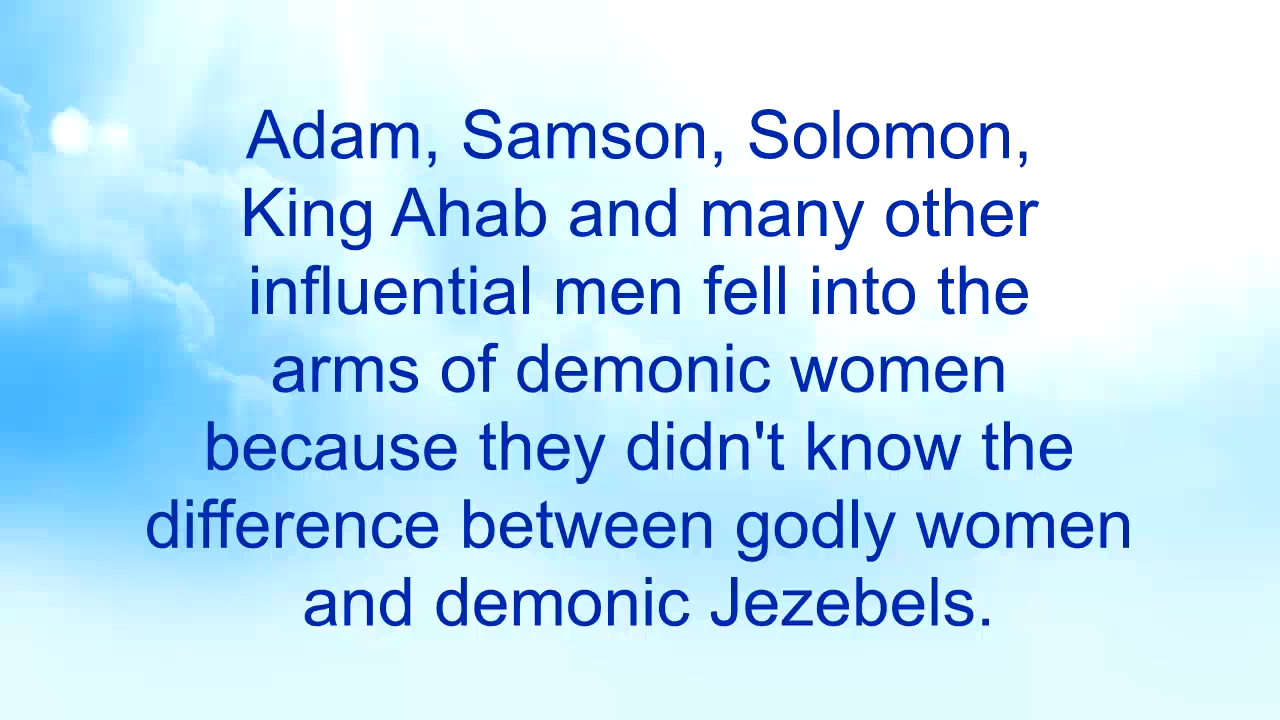 Adam, Samson, Solomon,
King Ahab and many other
influential men fell into the
arms of demonic women
because they didn't know the
difference between godly women
and demonic Jezebels.